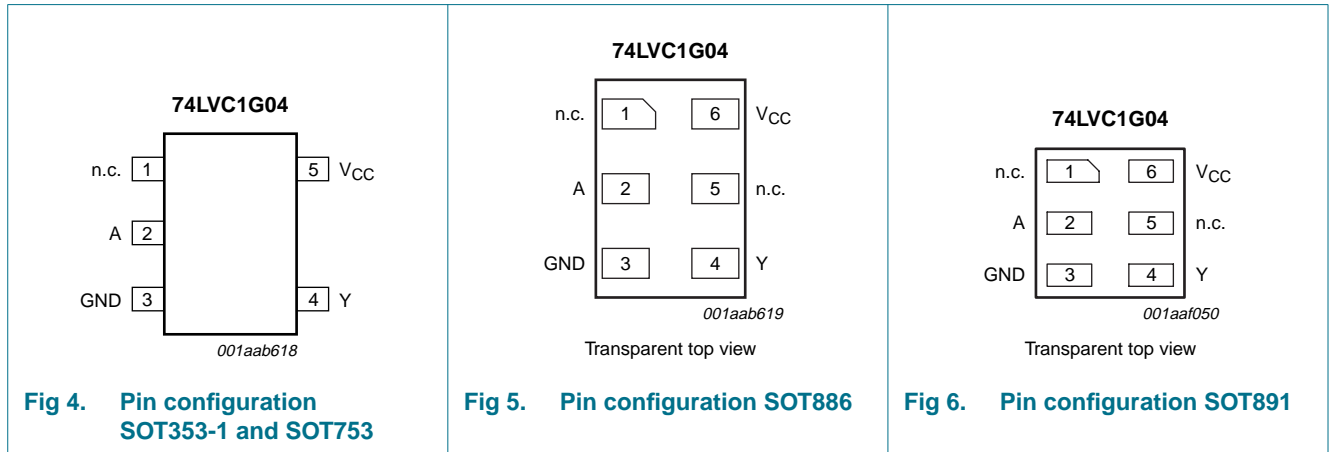 74LVC1G04
n.c. 1
5 VCC
A 2
GND 3
4 Y
001aab618
Fig 4. Pin configuration
SOT353-1 and SOT753
74LVC1G04
n.c. 1 6 VCC
A 2 5 n.c.
GND 3 4 Y
001aab619
Transparent top view
Fig 5. Pin configuration SOT886
74LVC1G04
n.c. 1 6 VCC
A 2 5 n.c.
GND 3 4 Y
001aaf050
Transparent top view
Fig 6. Pin configuration SOT891